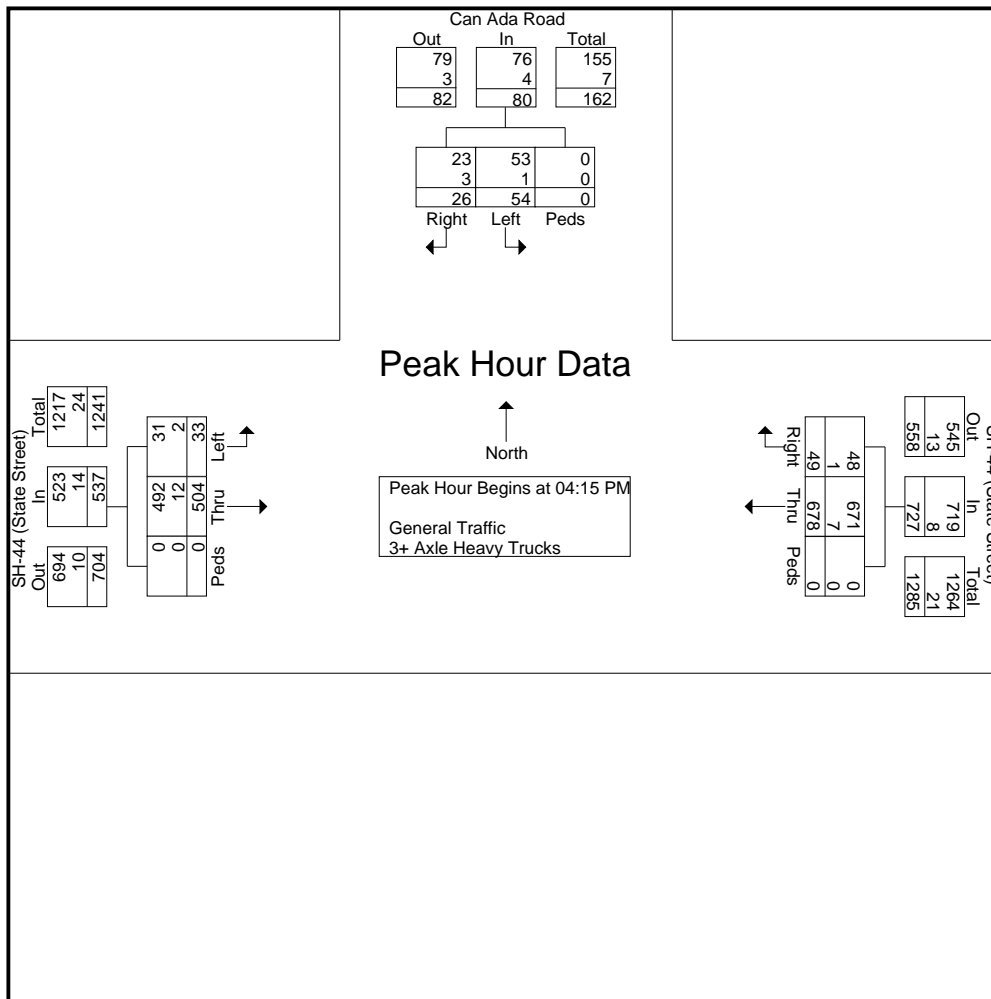 Can Ada Road
Out In Total
79 76 155
3 4 7
82 80 162
23 53 0
3 1 0
26 54 0
Right Left Peds
Peak Hour Data
North
Peak Hour Begins at 04:15 PM
General Traffic
3+ Axle Heavy Trucks
SH-44 (State Street)
Out In Total
694 523 1217
10 14 24
704 537 1241
Peds Thru Left
0 492 31
0 12 2
0 504 33
SH-44 (State Street)
Out In Total
545 719 1264
13 8 21
558 727 1285
48 671 0
1 7 0
49 678 0
Right Thru Peds